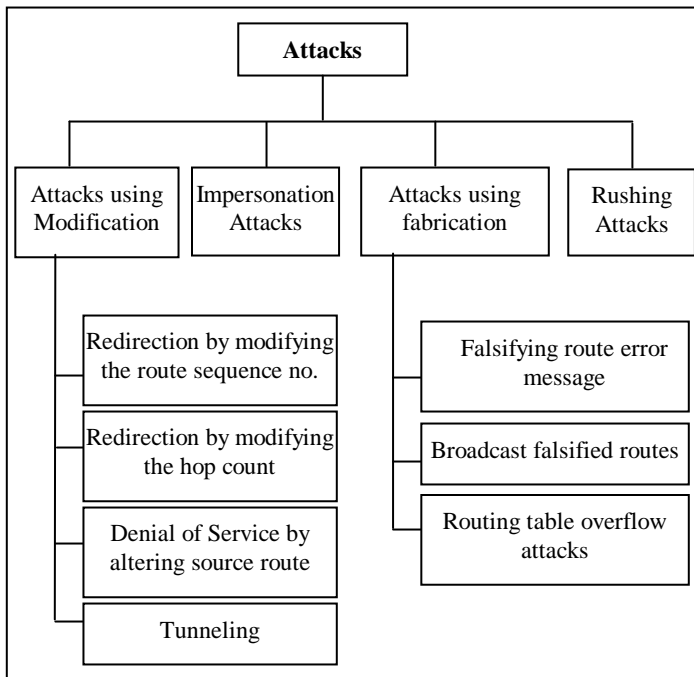 Attacks
Attacks using
Modification
Impersonation
Attacks
Attacks using
fabrication
Rushing
Attacks
Redirection by modifying
the route sequence no.
Redirection by modifying
the hop count
Denial of Service by
altering source route
Tunneling
Falsifying route error
message
Broadcast falsified routes
Routing table overflow
attacks